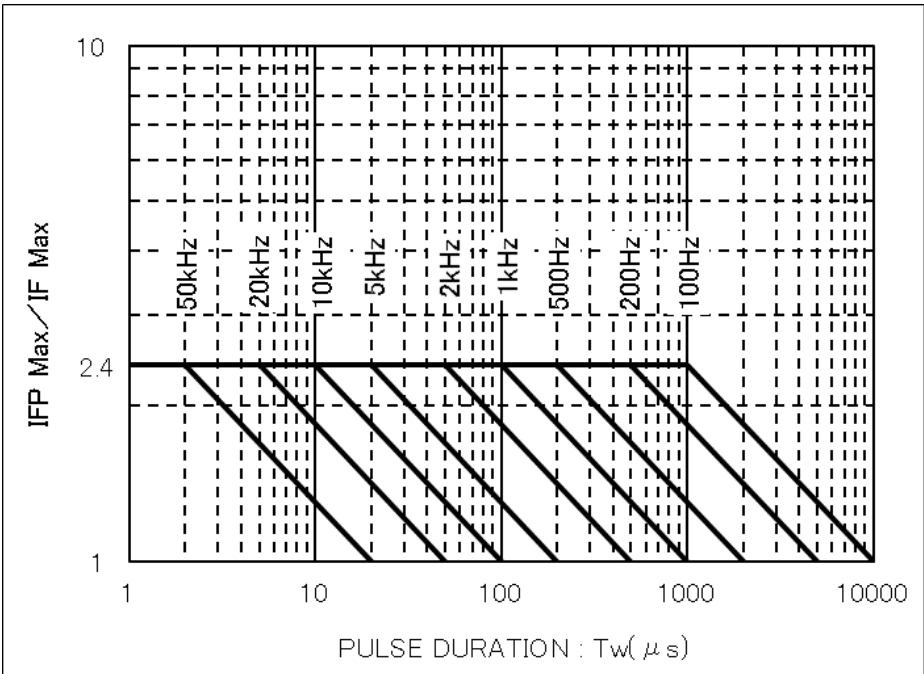 10
IFP Max/IF Max
50kHz
20kHz
10kHz
5kHz
2kHz
1kHz
500Hz
200Hz
100Hz
2.4
1
1
10
100
1000
10000
PULSE DURATION : Tw(μs)